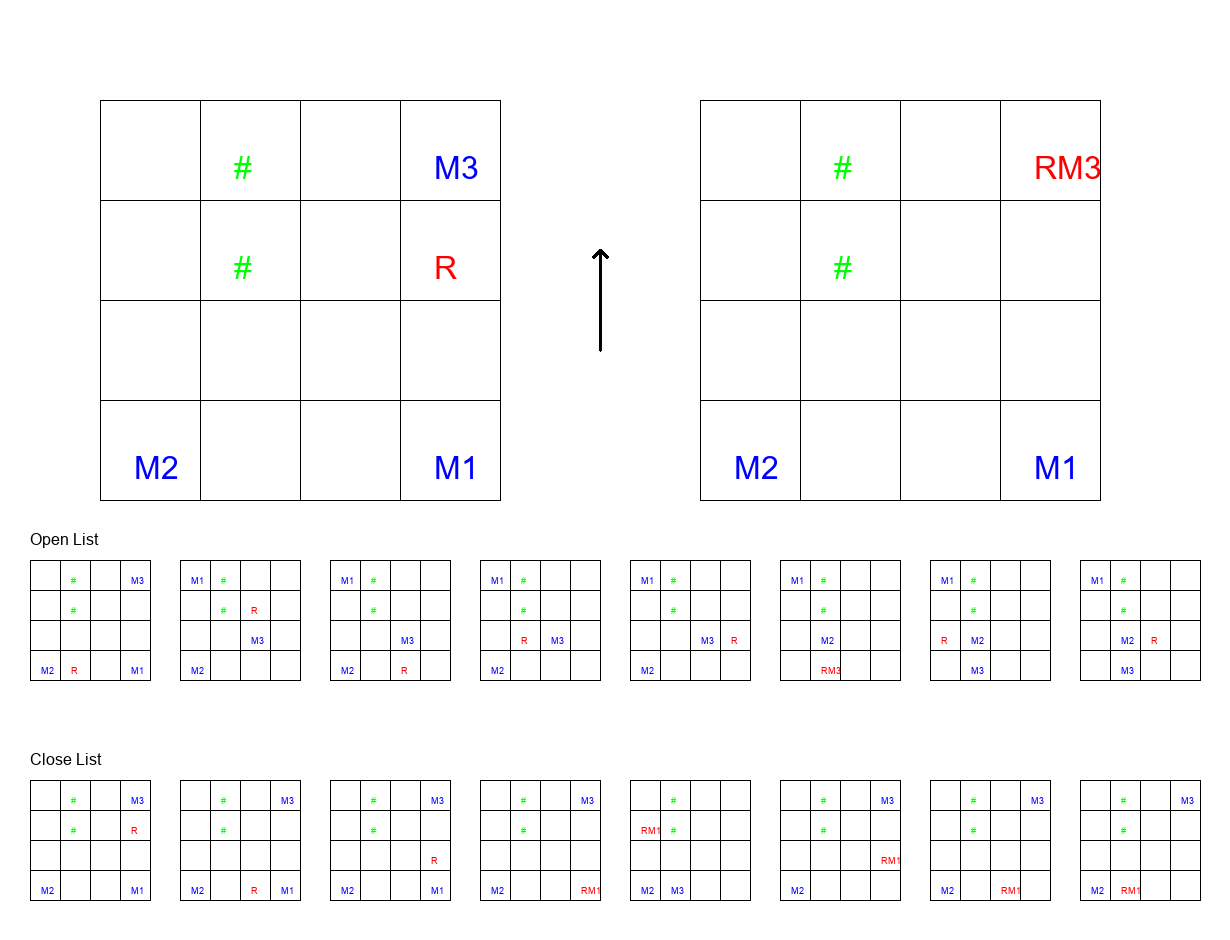 # M3 # RM3
# R #
M2 M1 M2 M1
Open List
# M3 M1 # M1 # M1 # M1 # M1 # M1 # M1 #
# # R # # # # # #
M3 M3 R M3 M3 R M2 R M2 M2 R
M2 R M1 M2 M2 R M2 M2 RM3 M3 M3
Close List
# M3 # M3 # M3 # M3 # # M3 # M3 # M3
# R # # # RM1 # # # #
R RM1
M2 M1 M2 R M1 M2 M1 M2 RM1 M2 M3 M2 M2 RM1 M2 RM1